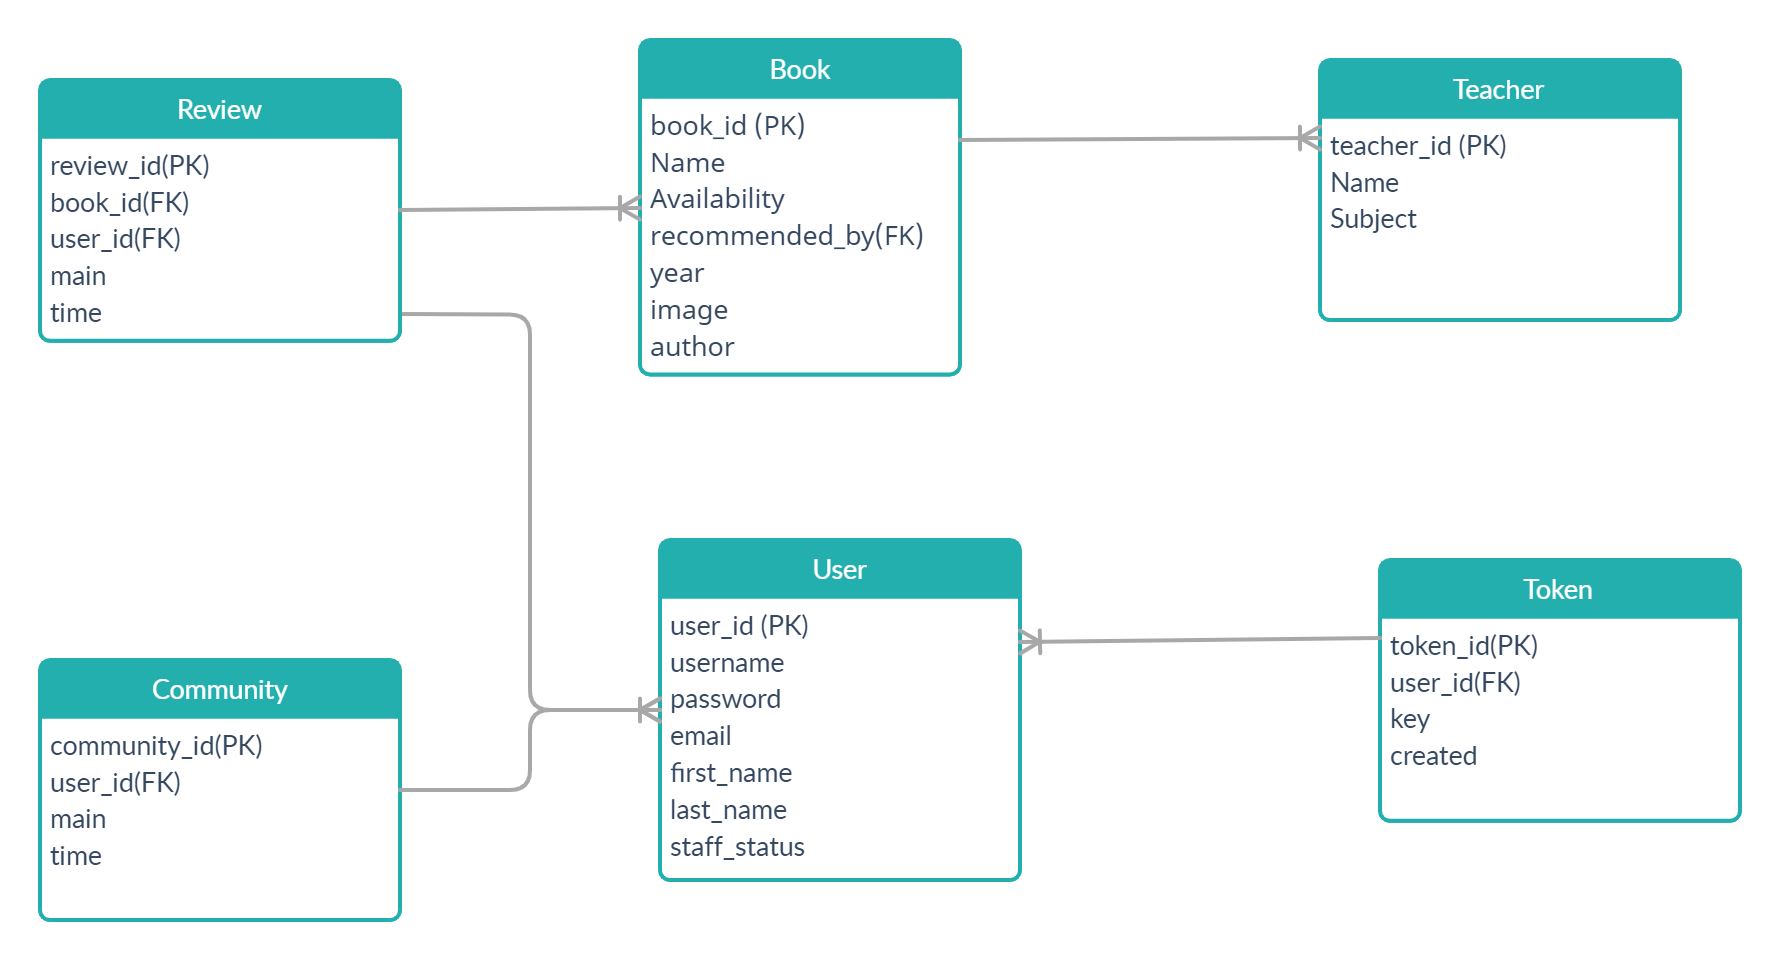 Review
review_id(PK)
book_id(FK)
user_id(FK)
main
time
Book
book_id (PK)
Name
Availability
recommended_by(FK)
year
image
author
Teacher
teacher_id (PK)
Name
Subject
Community
community_id(PK)
user_id(FK)
main
time
User
user_id (PK)
username
password
email
first_name
last_name
staff_status
Token
token_id(PK)
user_id(FK)
key
created